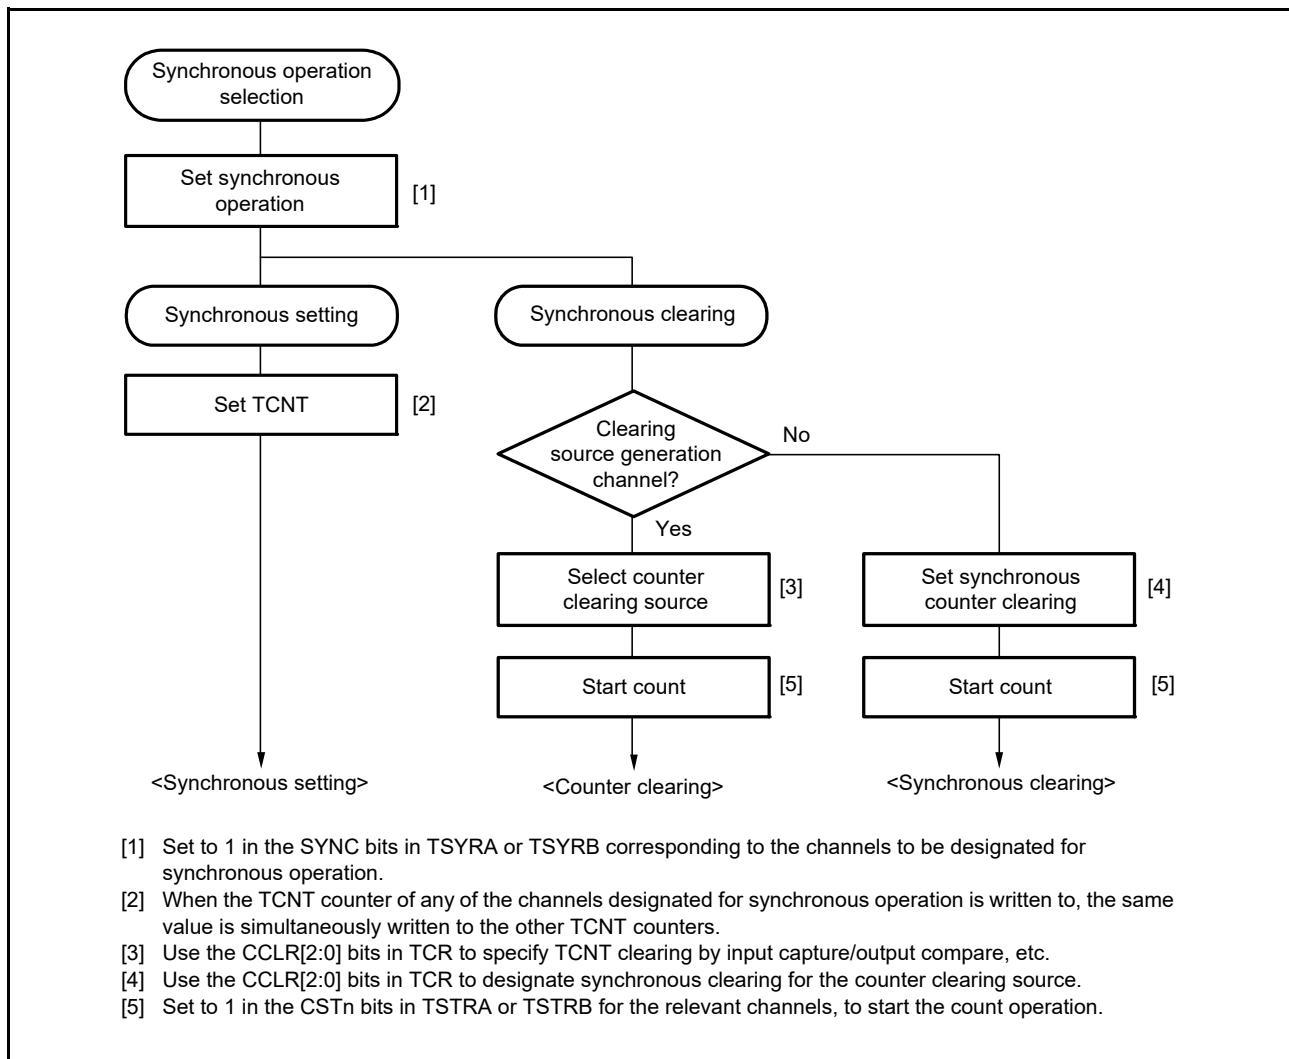 Synchronous operation
selection
Set synchronous
operation
[1]
Synchronous setting
Synchronous clearing
Set TCNT
[2]
Clearing
source generation
channel?
No
Yes
Select counter
clearing source
[3]
Set synchronous
counter clearing
[4]
Start count
[5]
Start count
[5]
<Synchronous setting>
<Counter clearing>
<Synchronous clearing>
[1] Set to 1 in the SYNC bits in TSYRA or TSYRB corresponding to the channels to be designated for
synchronous operation.
[2] When the TCNT counter of any of the channels designated for synchronous operation is written to, the same
value is simultaneously written to the other TCNT counters.
[3] Use the CCLR[2:0] bits in TCR to specify TCNT clearing by input capture/output compare, etc.
[4] Use the CCLR[2:0] bits in TCR to designate synchronous clearing for the counter clearing source.
[5] Set to 1 in the CSTn bits in TSTRA or TSTRB for the relevant channels, to start the count operation.